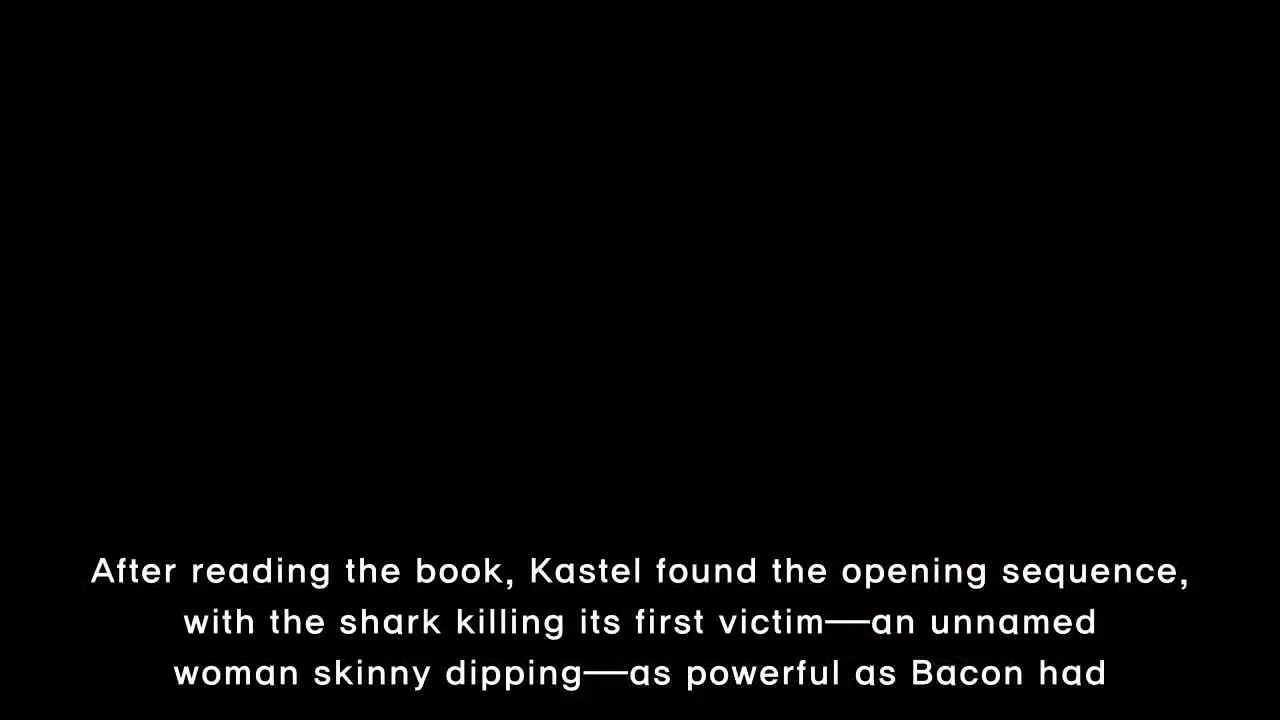 After reading the book, Kastel found the opening sequence,
with the shark killing its first victim—an unnamed
woman skinny dipping—as powerful as Bacon had